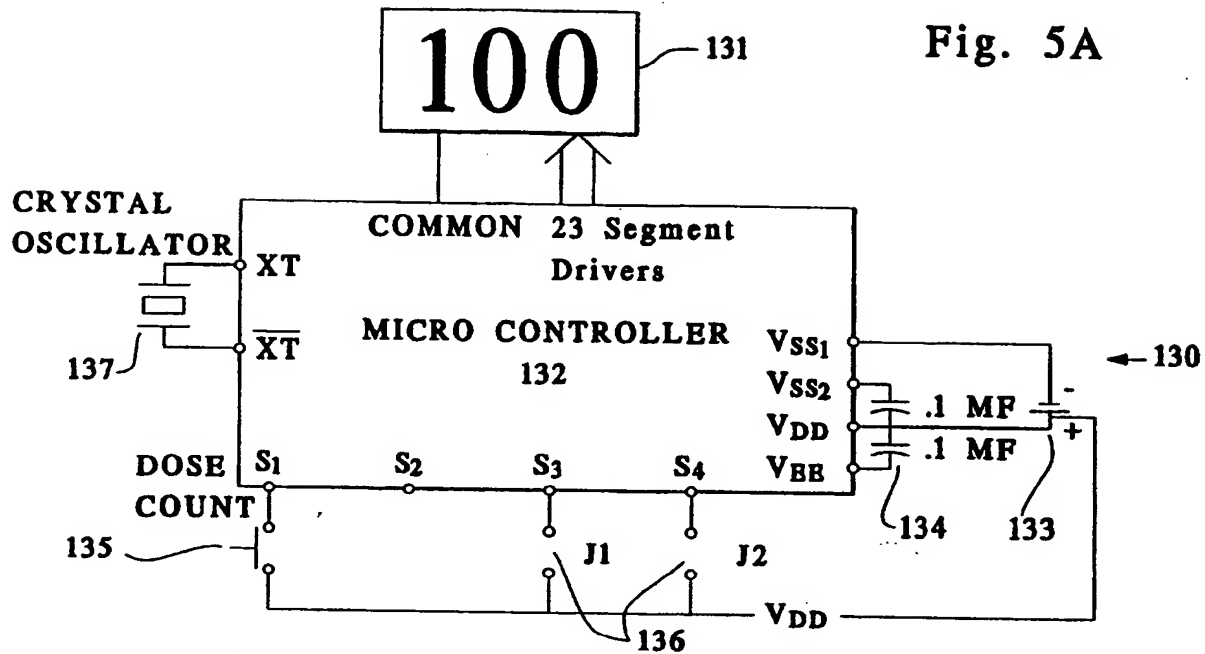 Fig. 5A
100
131
CRYSTAL
OSCILLATOR
COMMON 23 Segment
Drivers
XT
XT
137
MICRO CONTROLLER
132
VSS1
VSS2
VDD
VEE
130
-
.1 MF
+
.1 MF
134
133
DOSE
COUNT
S1
S2
S3
S4
135
J1
J2
136
VDD